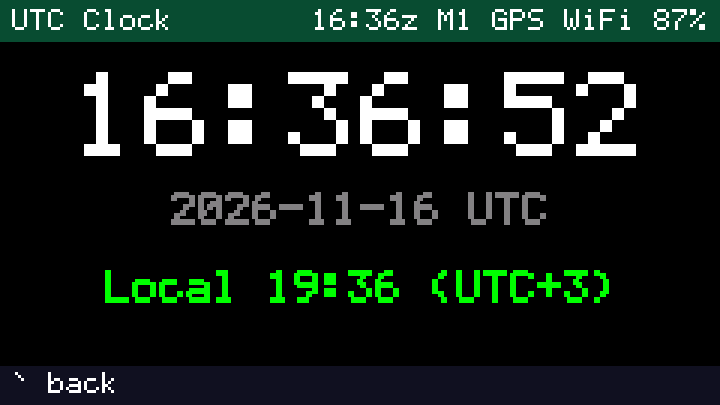 UTC Clock 16:36z M1 GPS WiFi 87%
16:36:52
2026-11-16 UTC
Local 19:36 (UTC+3)
` back